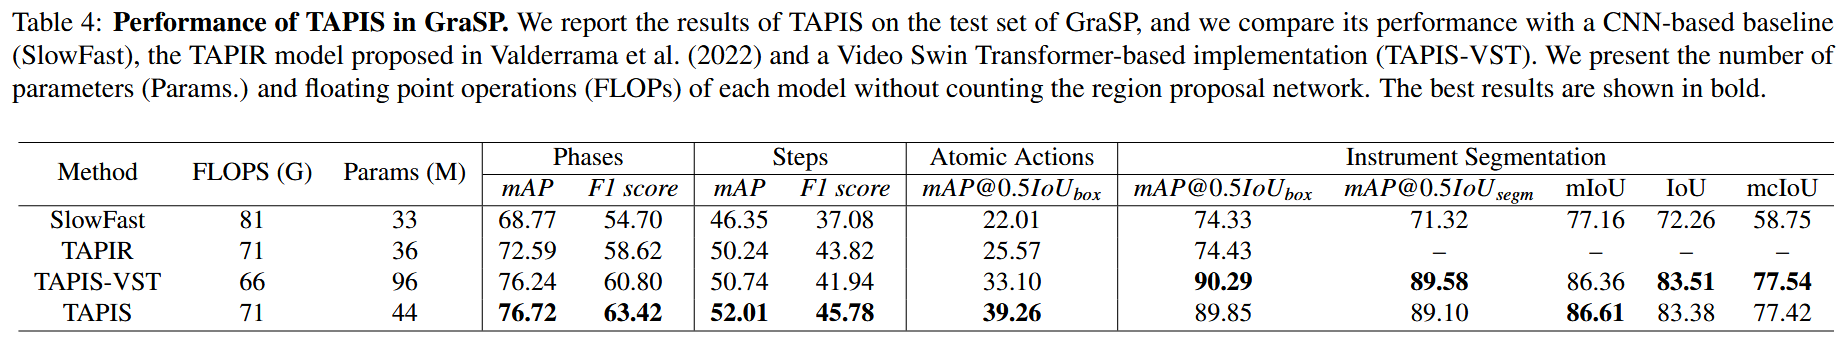 Table 4: Performance of TAPIS in GraSP. We report the results of TAPIS on the test set of GraSP, and we compare its performance with a CNN-based baseline
(SlowFast), the TAPIR model proposed in Valderrama et al. (2022) and a Video Swin Transformer-based implementation (TAPIS-VST). We present the number of
parameters (Params.) and floating point operations (FLOPs) of each model without counting the region proposal network. The best results are shown in bold.
Method FLOPS (G) Params (M) Phases Steps Atomic Actions Instrument Segmentation
mAP F1 score mAP F1 score mAP@0.5IoU_box mAP@0.5IoU_box mAP@0.5IoU_segm mIoU IoU mcIoU
SlowFast 81 33 68.77 54.70 46.35 37.08 22.01 74.33 71.32 77.16 72.26 58.75
TAPIR 71 36 72.59 58.62 50.24 43.82 25.57 74.43 – – – –
TAPIS-VST 66 96 76.24 60.80 50.74 41.94 33.10 90.29 89.58 86.36 83.51 77.54
TAPIS 71 44 76.72 63.42 52.01 45.78 39.26 89.85 89.10 86.61 83.38 77.42